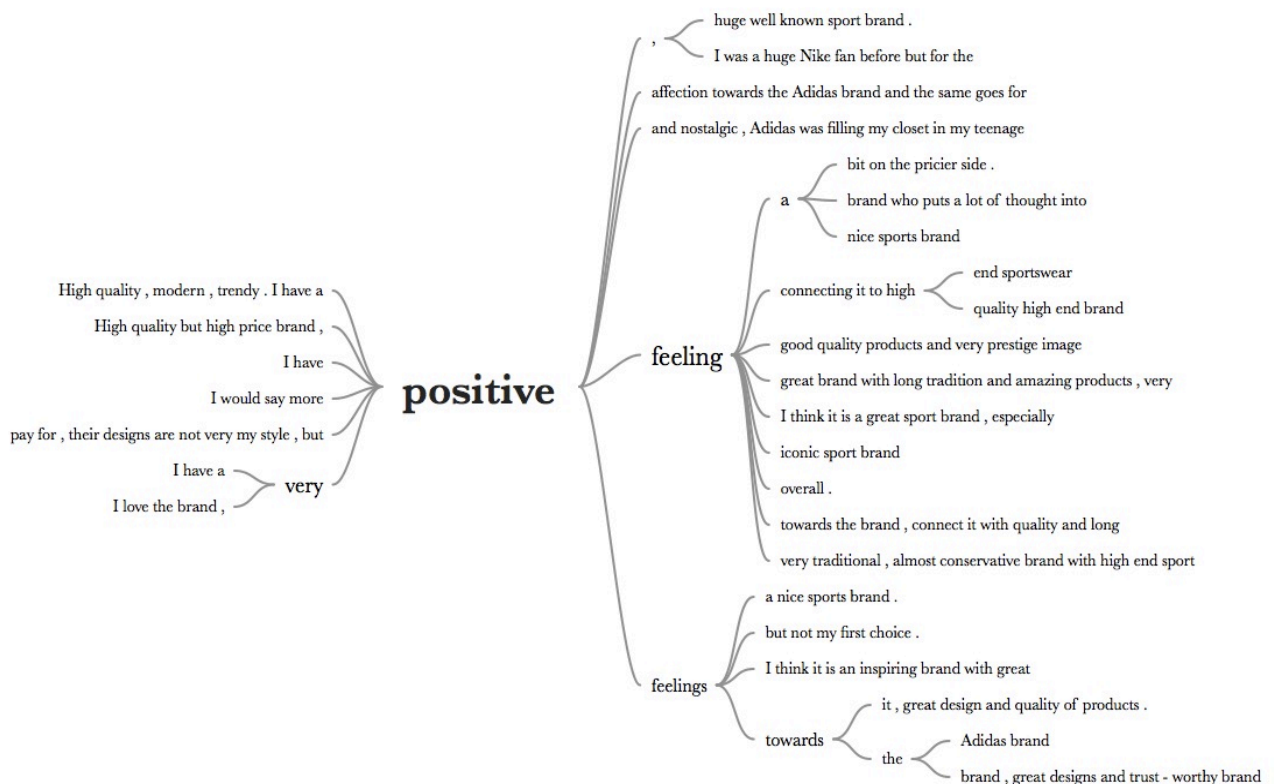 High quality , modern , trendy . I have a
High quality but high price brand ,
I have
I would say more
pay for , their designs are not very my style , but
I have a
I love the brand ,
very
positive
,
huge well known sport brand .
I was a huge Nike fan before but for the
affection towards the Adidas brand and the same goes for
and nostalgic , Adidas was filling my closet in my teenage
feeling
a
bit on the pricier side .
brand who puts a lot of thought into
nice sports brand
connecting it to high
end sportswear
quality high end brand
good quality products and very prestige image
great brand with long tradition and amazing products , very
I think it is a great sport brand , especially
iconic sport brand
overall .
towards the brand , connect it with quality and long
very traditional , almost conservative brand with high end sport
feelings
a nice sports brand .
but not my first choice .
I think it is an inspiring brand with great
towards
it , great design and quality of products .
the
Adidas brand
brand , great designs and trust - worthy brand